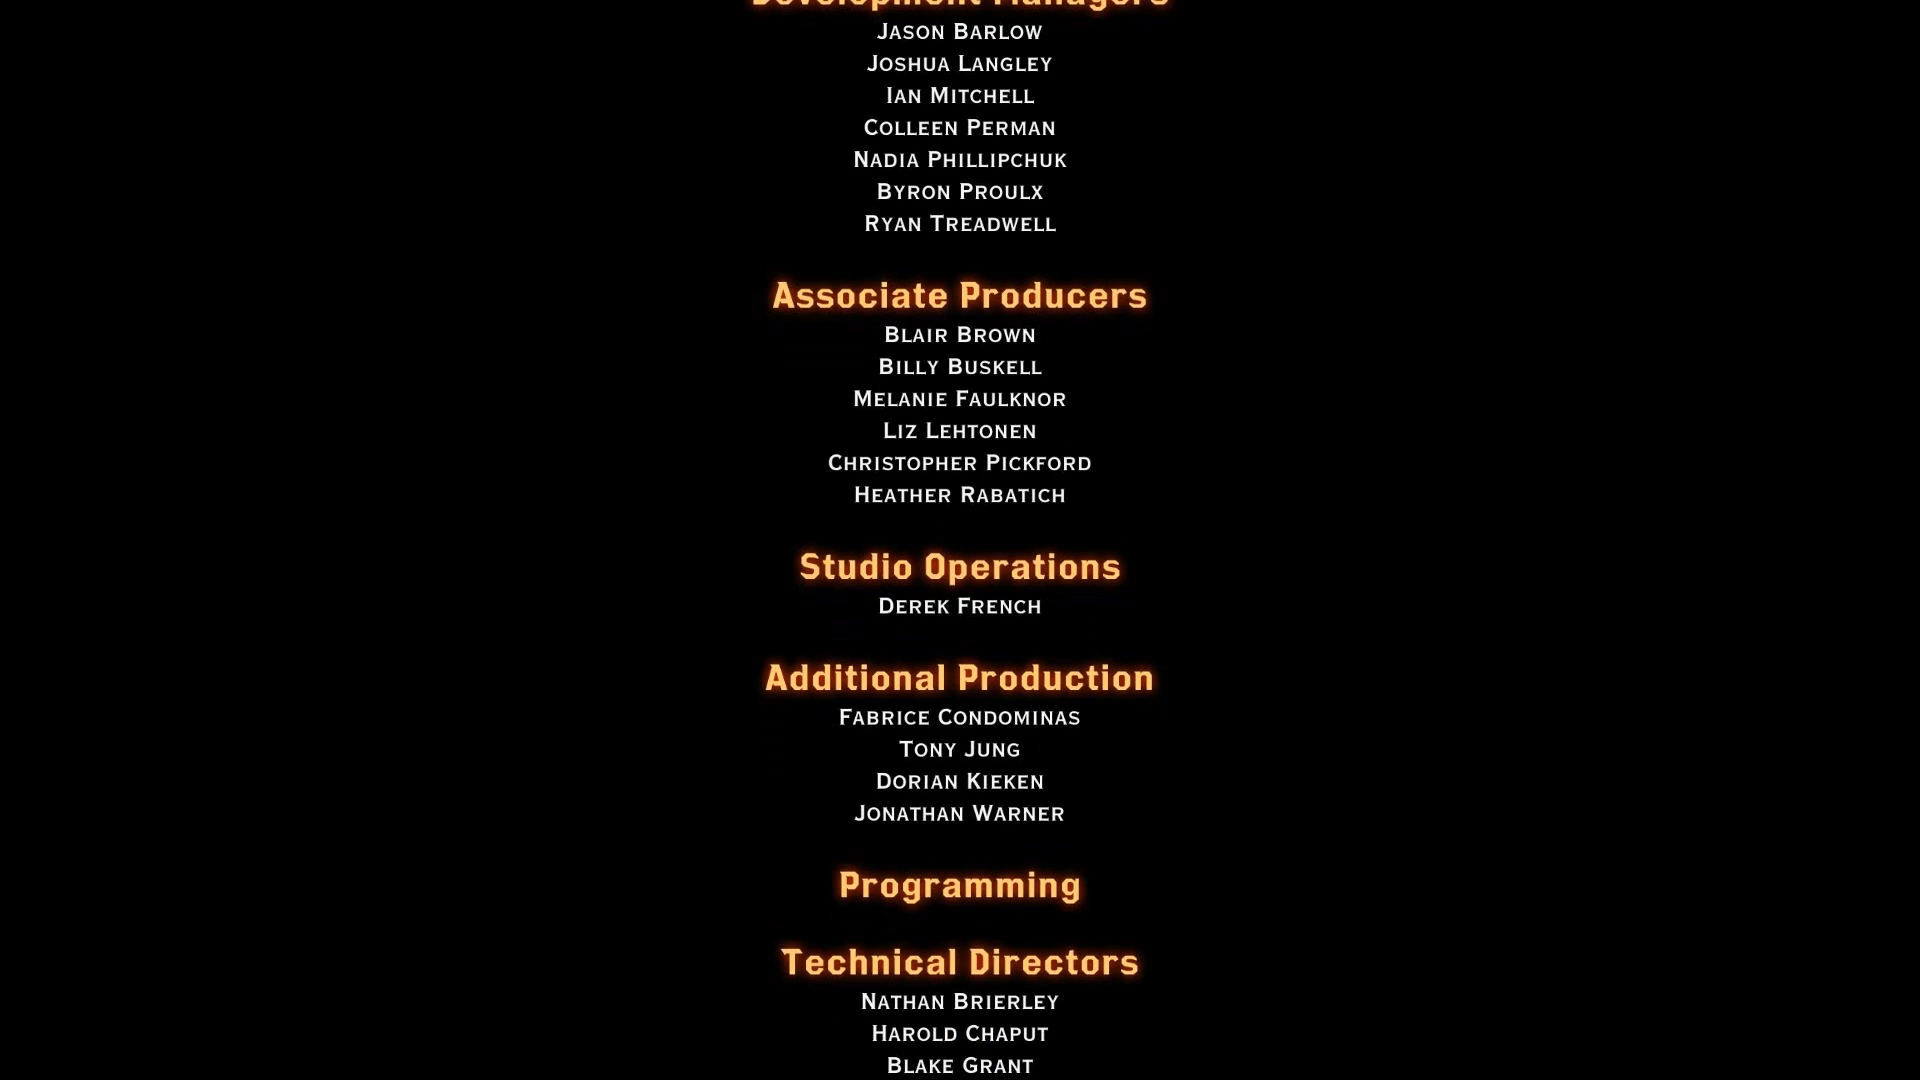 Development Managers
Jason Barlow
Joshua Langley
Ian Mitchell
Colleen Perman
Nadia Phillipchuk
Byron Proulx
Ryan Treadwell
Associate Producers
Blair Brown
Billy Buskell
Melanie Faulknor
Liz Lehtonen
Christopher Pickford
Heather Rabatich
Studio Operations
Derek French
Additional Production
Fabrice Condominas
Tony Jung
Dorian Kieken
Jonathan Warner
Programming
Technical Directors
Nathan Brierley
Harold Chaput
Blake Grant